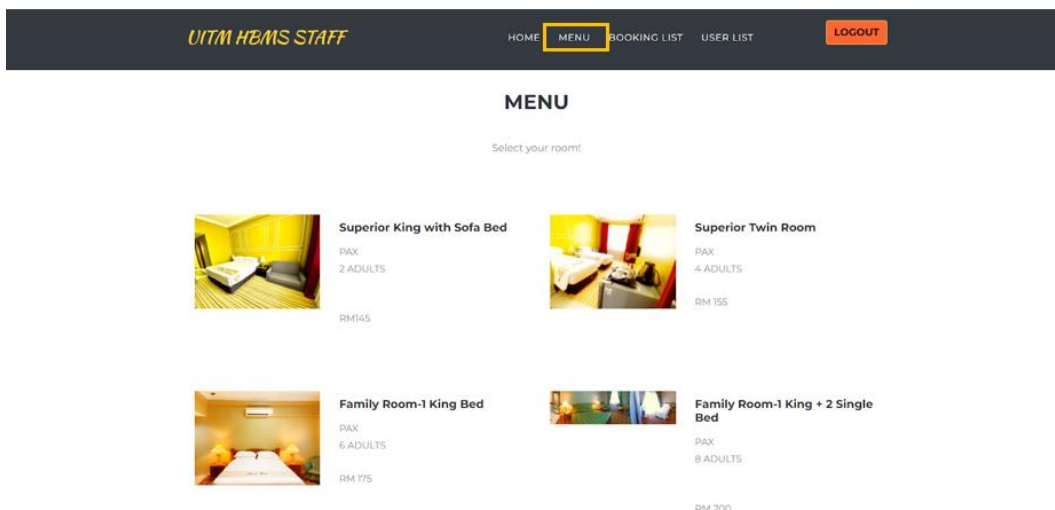 UITM HBMS STAFF
HOME MENU BOOKING LIST USER LIST LOGOUT
MENU
Select your room!
Superior King with Sofa Bed
PAX
2 ADULTS
RM145
Superior Twin Room
PAX
4 ADULTS
RM 155
Family Room-1 King Bed
PAX
6 ADULTS
RM 175
Family Room-1 King + 2 Single
Bed
PAX
8 ADULTS
RM 200